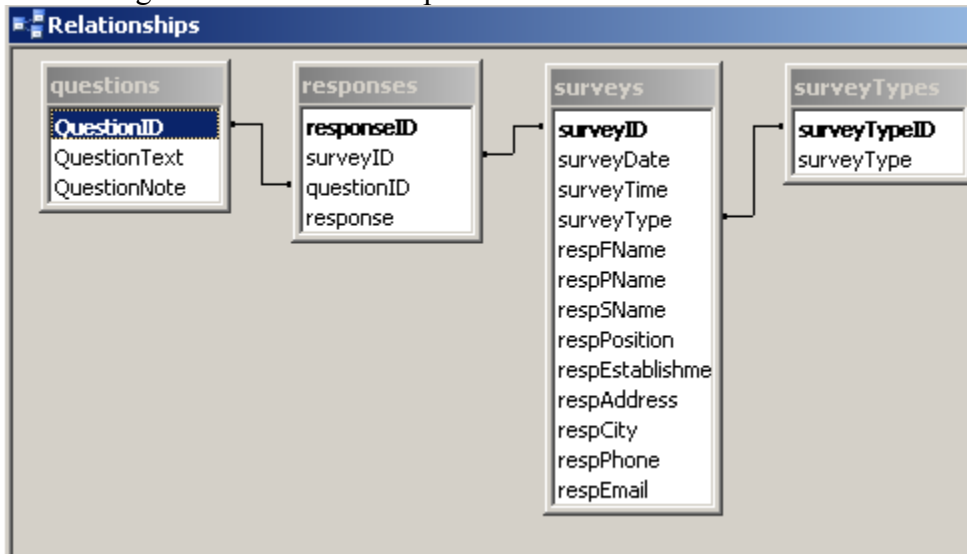 Relationships
questions
QuestionID
QuestionText
QuestionNote
responses
responseID
surveyID
questionID
response
surveys
surveyID
surveyDate
surveyTime
surveyType
respFName
respPName
respSName
respPosition
respEstablishme
respAddress
respCity
respPhone
respEmail
surveyTypes
surveyTypeID
surveyType